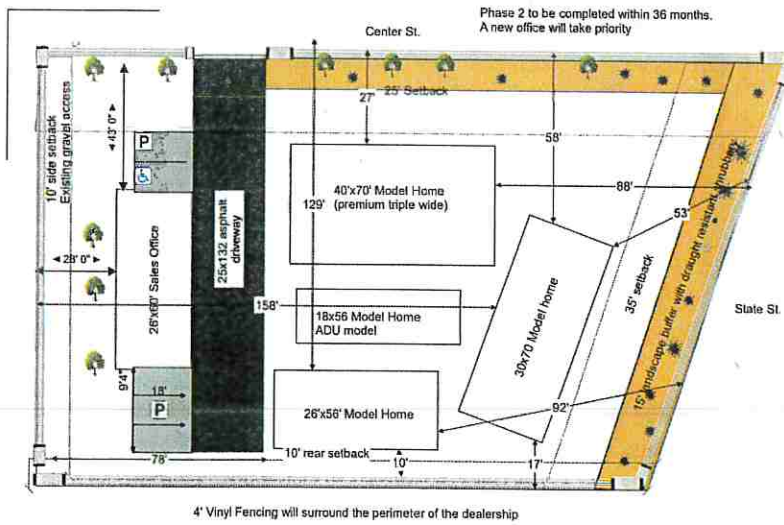 Phase 2 to be completed within 36 months.
A new office will take priority
Center St.
25' Setback
27'
58'
10' side setback
Existing gravel access
43' 0"
P
129'
40'x70' Model Home
(premium triple wide)
88'
53'
25x132 asphalt
driveway
28' 0"
26'x60' Sales Office
158'
18x56 Model Home
ADU model
30x70 Model home
35' setback
15' landscape buffer with draught resistant shrubbery
State St.
9'4"
18'
P
26'x56' Model Home
92'
78'
10' rear setback
10'
17'
4' Vinyl Fencing will surround the perimeter of the dealership